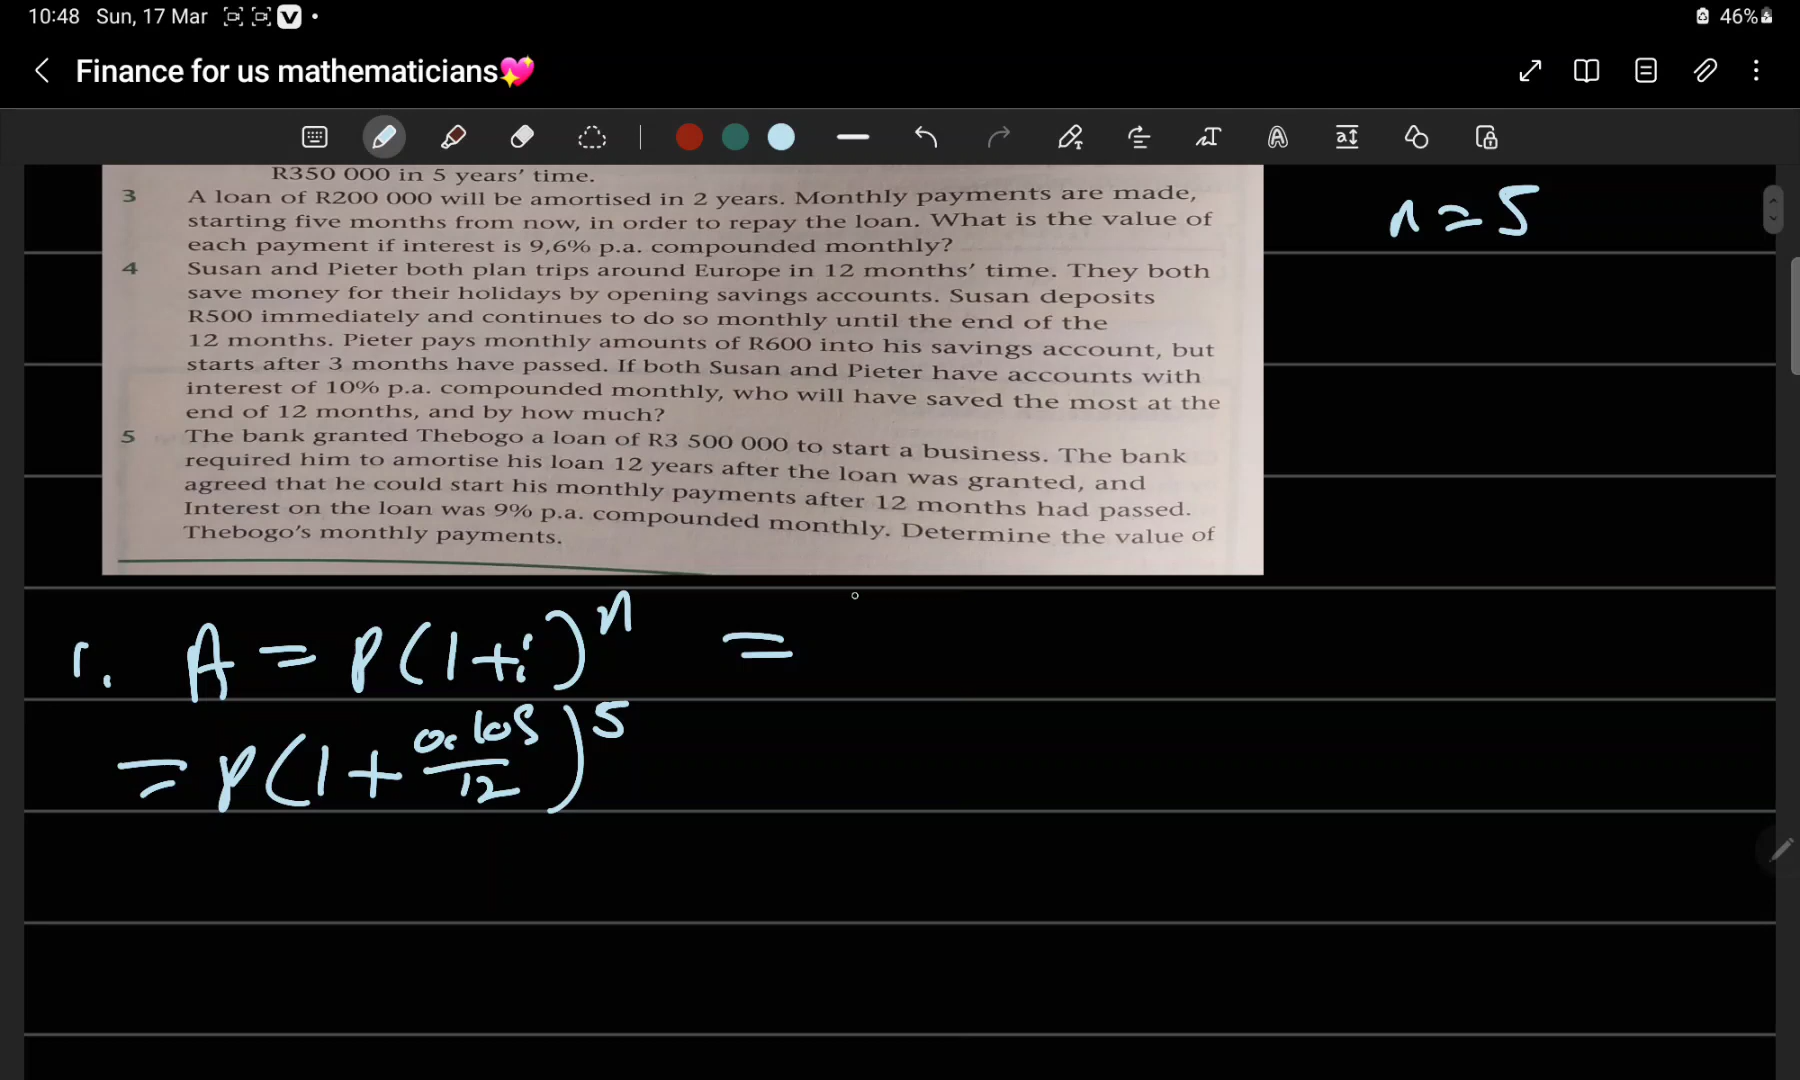 10:48 Sun, 17 Mar
46%
Finance for us mathematicians💖
R350 000 in 5 years' time.
n = 5
3 A loan of R200 000 will be amortised in 2 years. Monthly payments are made,
starting five months from now, in order to repay the loan. What is the value of
each payment if interest is 9,6% p.a. compounded monthly?
4 Susan and Pieter both plan trips around Europe in 12 months' time. They both
save money for their holidays by opening savings accounts. Susan deposits
R500 immediately and continues to do so monthly until the end of the
12 months. Pieter pays monthly amounts of R600 into his savings account, but
starts after 3 months have passed. If both Susan and Pieter have accounts with
interest of 10% p.a. compounded monthly, who will have saved the most at the
end of 12 months, and by how much?
5 The bank granted Thebogo a loan of R3 500 000 to start a business. The bank
required him to amortise his loan 12 years after the loan was granted, and
agreed that he could start his monthly payments after 12 months had passed.
Interest on the loan was 9% p.a. compounded monthly. Determine the value of
Thebogo's monthly payments.
1. A = P(1+i)^n =
= P(1 + 0.105/12)^5